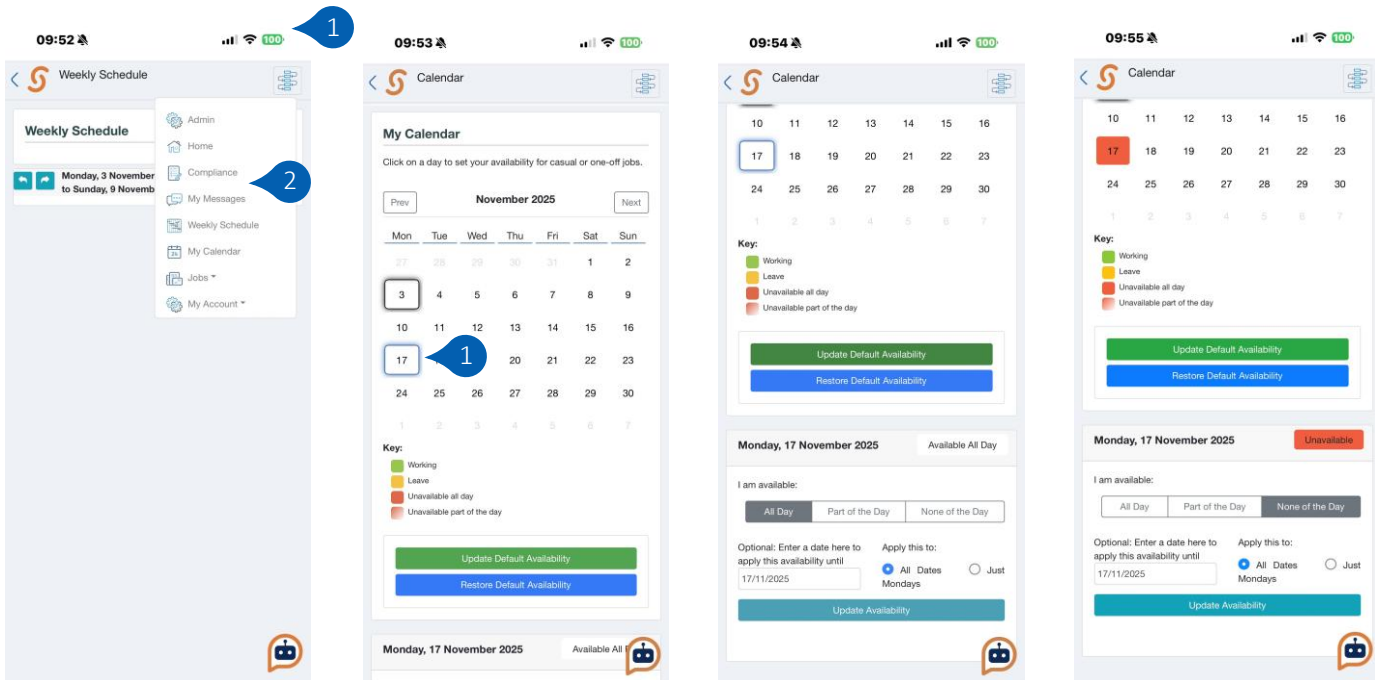 09:52
100
1
Weekly Schedule
Admin
Home
Compliance
My Messages
Weekly Schedule
My Calendar
Jobs
My Account
2
Weekly Schedule
Monday, 3 November
to Sunday, 9 Novemb
09:53
100
Calendar
My Calendar
Click on a day to set your availability for casual or one-off jobs.
Prev November 2025 Next
Mon Tue Wed Thu Fri Sat Sun
27 28 29 30 31 1 2
3 4 5 6 7 8 9
10 11 12 13 14 15 16
17 1 20 21 22 23
24 25 26 27 28 29 30
1 2 3 4 5 6 7
Key:
Working
Leave
Unavailable all day
Unavailable part of the day
Update Default Availability
Restore Default Availability
Monday, 17 November 2025 Available All
09:54
100
Calendar
10 11 12 13 14 15 16
17 18 19 20 21 22 23
24 25 26 27 28 29 30
1 2 3 4 5 6 7
Key:
Working
Leave
Unavailable all day
Unavailable part of the day
Update Default Availability
Restore Default Availability
Monday, 17 November 2025 Available All Day
I am available:
All Day Part of the Day None of the Day
Optional: Enter a date here to
apply this availability until
17/11/2025
Apply this to:
All Dates Just
Mondays
Update Availability
09:55
100
Calendar
10 11 12 13 14 15 16
17 18 19 20 21 22 23
24 25 26 27 28 29 30
1 2 3 4 5 6 7
Key:
Working
Leave
Unavailable all day
Unavailable part of the day
Update Default Availability
Restore Default Availability
Monday, 17 November 2025 Unavailable
I am available:
All Day Part of the Day None of the Day
Optional: Enter a date here to
apply this availability until
17/11/2025
Apply this to:
All Dates Just
Mondays
Update Availability